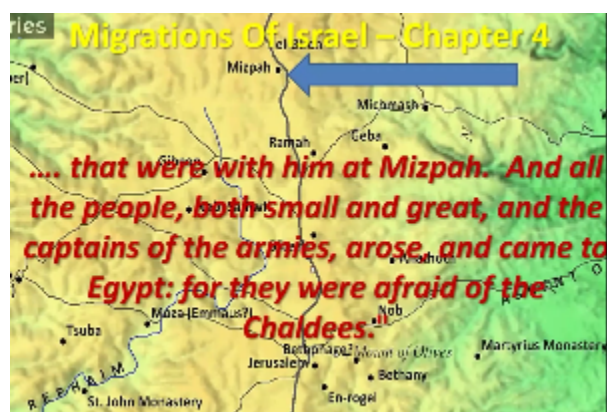 ries
Migrations Of Israel – Chapter 4
Mizpah
Michmash
Ramah
Geba
.... that were with him at Mizpah. And all
the people, both small and great, and the
captains of the armies, arose, and came to
Egypt: for they were afraid of the
Chaldees."
Nob
Moza (Emmaus?)
Tsuba
Bethphage?
Mount of Olives
Martyrius Monaster
Jerusalem
Bethany
REPHAIM
St. John Monastery
En-rogel